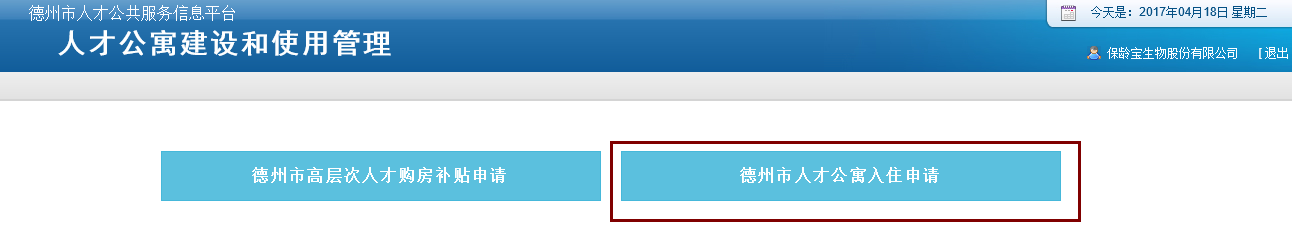 德州市人才公共服务信息平台
今天是：2017年04月18日 星期二
人才公寓建设和使用管理
保龄宝生物股份有限公司 [退出
德州市高层次人才购房补贴申请
德州市人才公寓入住申请